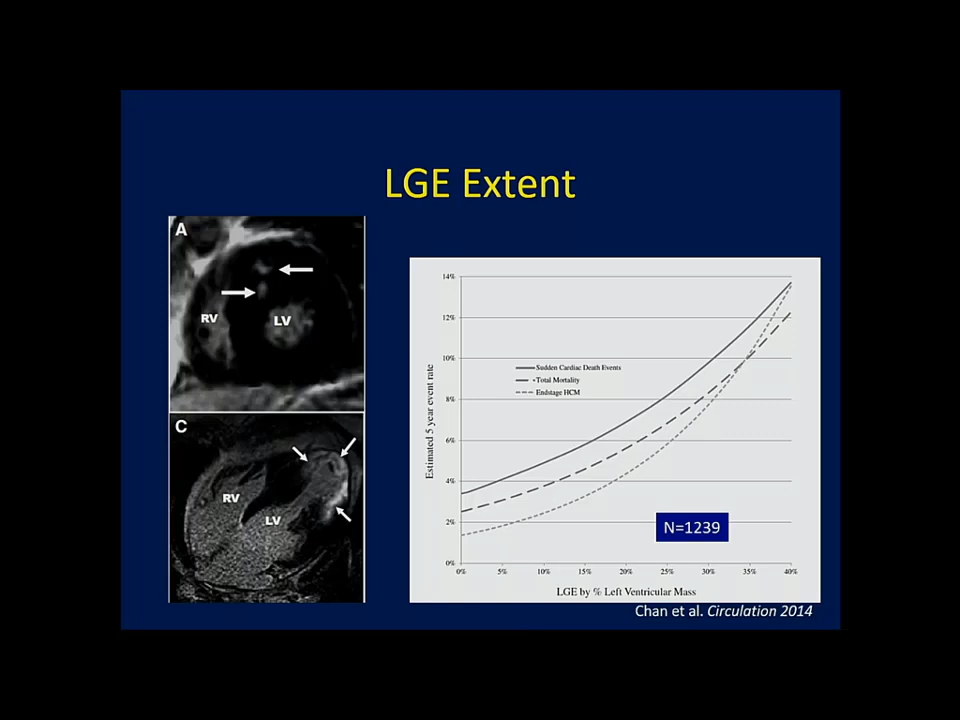 LGE Extent
A
RV
LV
C
RV
LV
14%
12%
10%
8%
6%
4%
2%
0%
Estimated 5 year event rate
Sudden Cardiac Death Events
Total Mortality
Endstage HCM
N=1239
0% 5% 10% 15% 20% 25% 30% 35% 40%
LGE by % Left Ventricular Mass
Chan et al. Circulation 2014